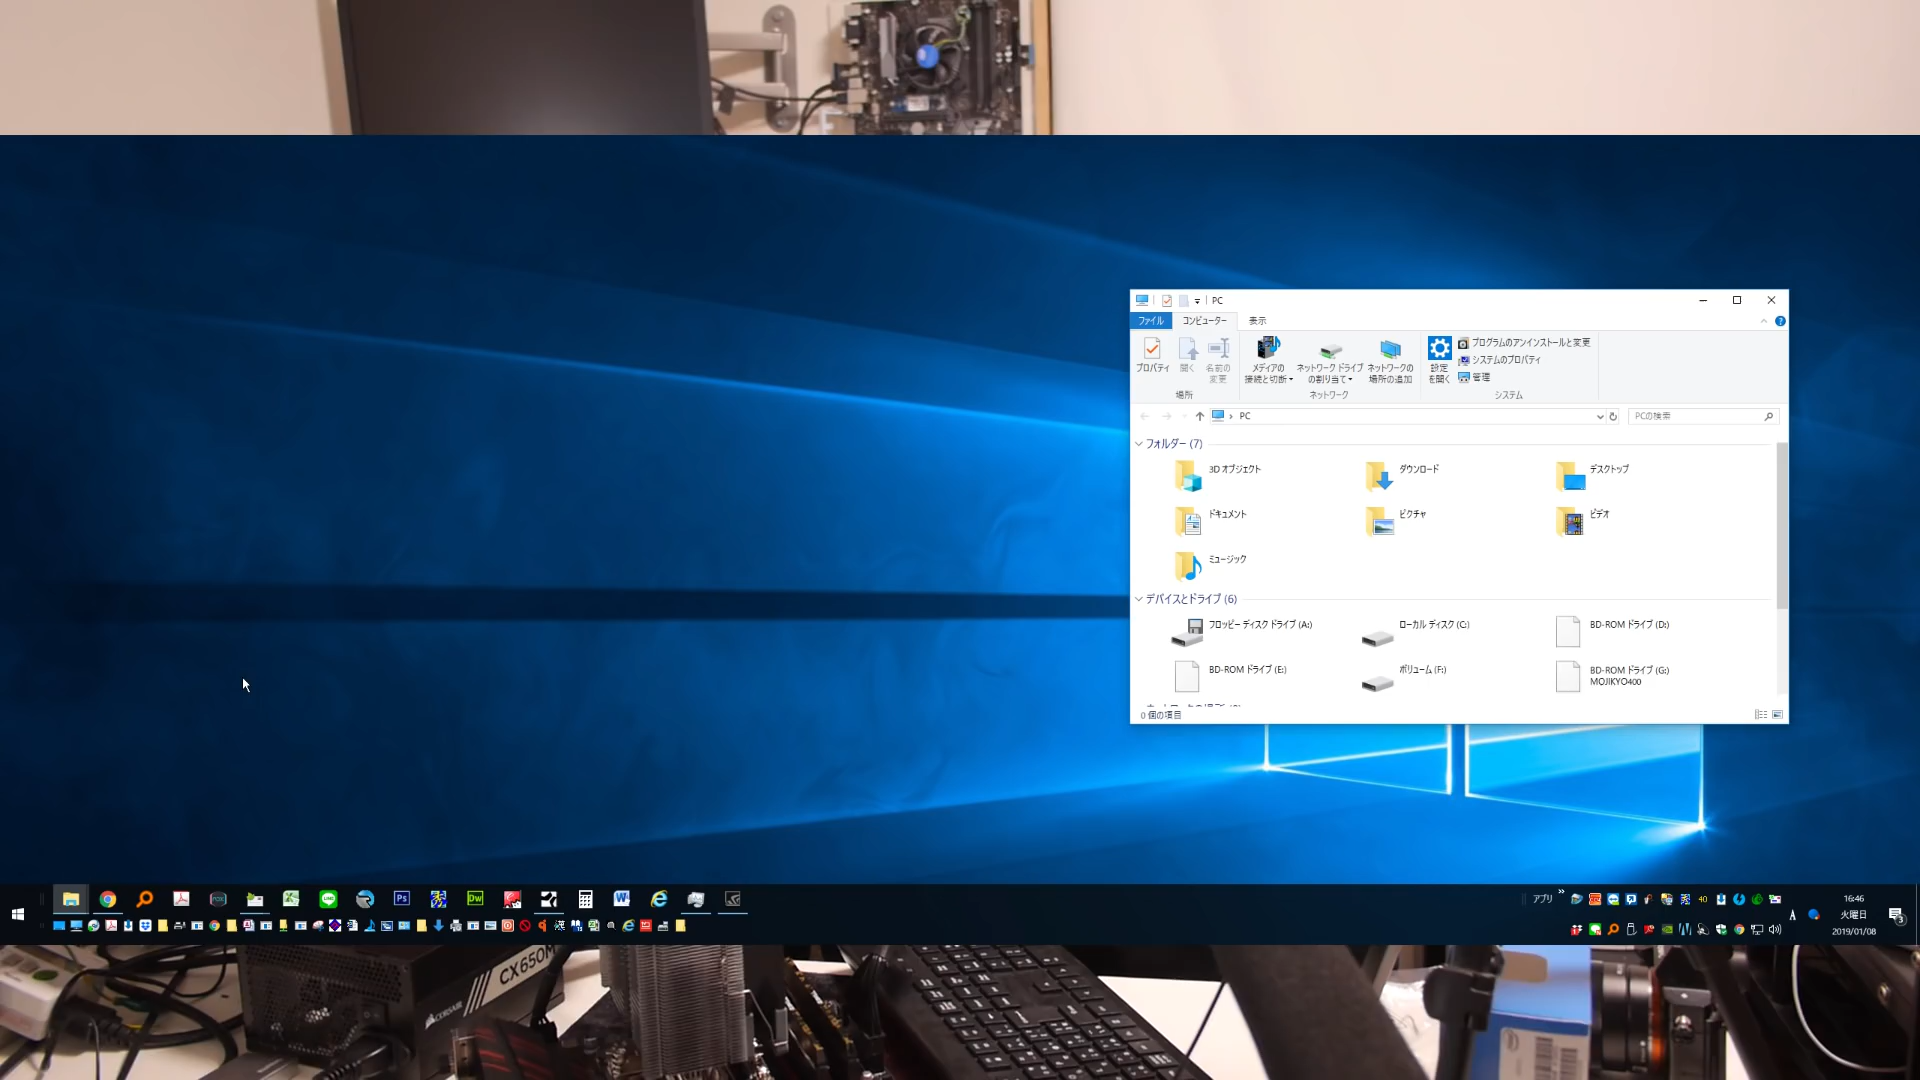 PC
ファイル
コンピューター
表示
プロパティ
開く
名前の
変更
メディアの
接続と切断
ネットワーク ドライブ
の割り当て
ネットワークの
場所の追加
設定
を開く
プログラムのアンインストールと変更
システムのプロパティ
管理
場所
ネットワーク
システム
PC
PCの検索
フォルダー (7)
3D オブジェクト
ダウンロード
デスクトップ
ドキュメント
ピクチャ
ビデオ
ミュージック
デバイスとドライブ (6)
フロッピー ディスク ドライブ (A:)
ローカル ディスク (C:)
BD-ROM ドライブ (D:)
BD-ROM ドライブ (E:)
ボリューム (F:)
BD-ROM ドライブ (G:)
MOJIKYO400
0 個の項目
Ps
Dw
LINE
アプリ
40
A
16:46
火曜日
2019/01/08
3
CORSAIR
CX650M